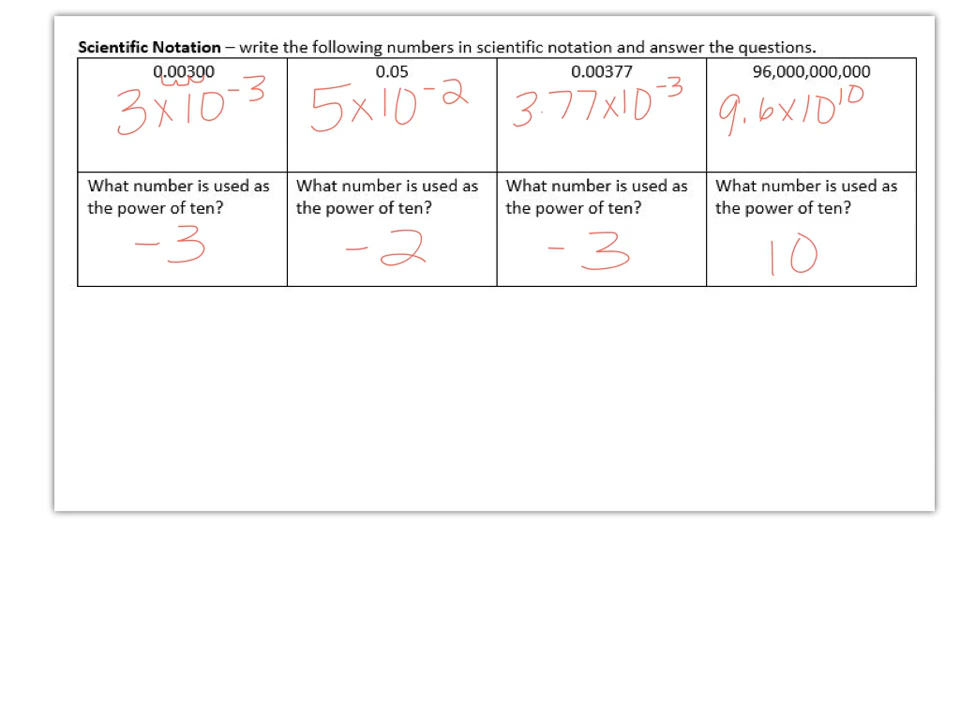 Scientific Notation – write the following numbers in scientific notation and answer the questions.
0.00300 0.05 0.00377 96,000,000,000
3x10⁻³ 5x10⁻² 3.77x10⁻³ 9.6x10¹⁰
What number is used as What number is used as What number is used as What number is used as
the power of ten? the power of ten? the power of ten? the power of ten?
-3 -2 -3 10